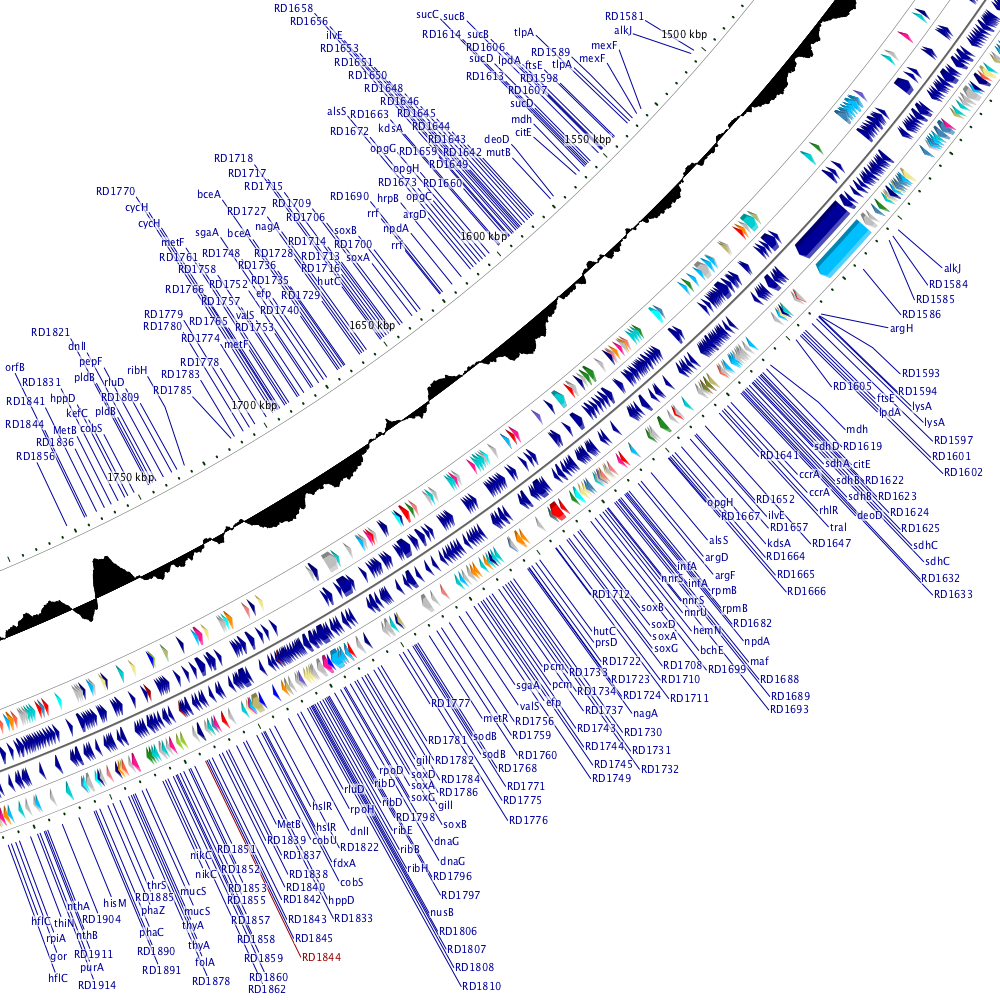 RD1658
RD1656
ilvE
RD1653
RD1651
RD1650
RD1648
RD1646
RD1645
RD1644
RD1643
RD1642
RD1649
alsS
RD1663
kdsA
RD1672
opgG
RD1659
opgH
RD1673
RD1660
RD1690
hrpB
opgC
rrf
argD
npdA
rrf
sucC
sucB
RD1614
sucB
RD1606
sucD
lpdA
RD1613
tlpA
RD1589
ftsE
tlpA
RD1598
RD1607
sucD
mdh
citE
deoD
mutB
RD1581
alkJ
mexF
mexF
1500 kbp
1550 kbp
1600 kbp
1650 kbp
1700 kbp
1750 kbp
RD1718
RD1717
RD1715
bceA
RD1709
RD1727
RD1706
nagA
sgaA
bceA
soxB
RD1714
RD1700
RD1748
RD1728
RD1713
soxA
RD1736
RD1716
RD1752
RD1735
hutC
efp
RD1729
RD1757
RD1740
valS
RD1765
RD1753
RD1774
metF
RD1770
cycH
cycH
metF
RD1761
RD1758
RD1766
RD1779
RD1780
RD1778
RD1783
RD1785
RD1821
dnlI
pepF
orfB
pldB
ribH
RD1831
rluD
RD1841
hppD
RD1809
kefC
pldB
RD1844
MetB
cobS
RD1836
RD1856
alkJ
RD1584
RD1585
RD1586
argH
RD1593
RD1605
RD1594
ftsE
lysA
lpdA
lysA
RD1597
RD1601
RD1602
mdh
sdhD
RD1619
RD1641
sdhA
citE
ccrA
sdhB
RD1622
ccrA
sdhB
RD1623
rhlR
deoD
RD1624
traI
RD1625
sdhC
sdhC
RD1632
RD1633
opgH
RD1652
RD1667
ilvE
RD1657
kdsA
RD1647
RD1664
RD1665
RD1666
alsS
argD
infA
argF
nnrS
infA
rpmB
nnrS
rpmB
nnrU
RD1682
hemN
npdA
bchE
maf
RD1699
RD1688
RD1689
RD1693
RD1712
soxB
soxD
hutC
soxA
prsD
soxG
RD1722
RD1708
RD1723
RD1710
RD1724
RD1711
nagA
RD1730
RD1731
RD1732
pcm
RD1733
pcm
RD1734
sgaA
efp
RD1737
valS
RD1756
RD1743
RD1759
RD1744
RD1760
RD1745
RD1768
RD1749
RD1777
metR
RD1781
sodB
sodB
gill
RD1782
RD1784
RD1786
RD1771
RD1775
RD1776
rpoD
soxD
ribD
soxA
rluD
soxG
ribD
gill
rpoH
RD1798
soxB
ribE
dnaG
ribB
dnaG
ribH
RD1796
RD1797
nusB
RD1806
RD1807
RD1808
RD1810
hslR
MetB
hslR
dnlI
RD1839
cobU
RD1822
RD1837
fdxA
RD1838
cobS
RD1840
RD1842
hppD
RD1843
RD1833
RD1845
RD1844
nikC
RD1851
RD1852
nikC
RD1853
mucS
RD1855
mucS
RD1857
thyA
RD1858
thyA
RD1859
folA
RD1860
RD1878
RD1862
thrS
RD1885
phaZ
phaC
RD1890
RD1891
hisM
nthA
RD1904
hflC
thiN
nthB
rpiA
RD1911
gor
purA
hflC
RD1914